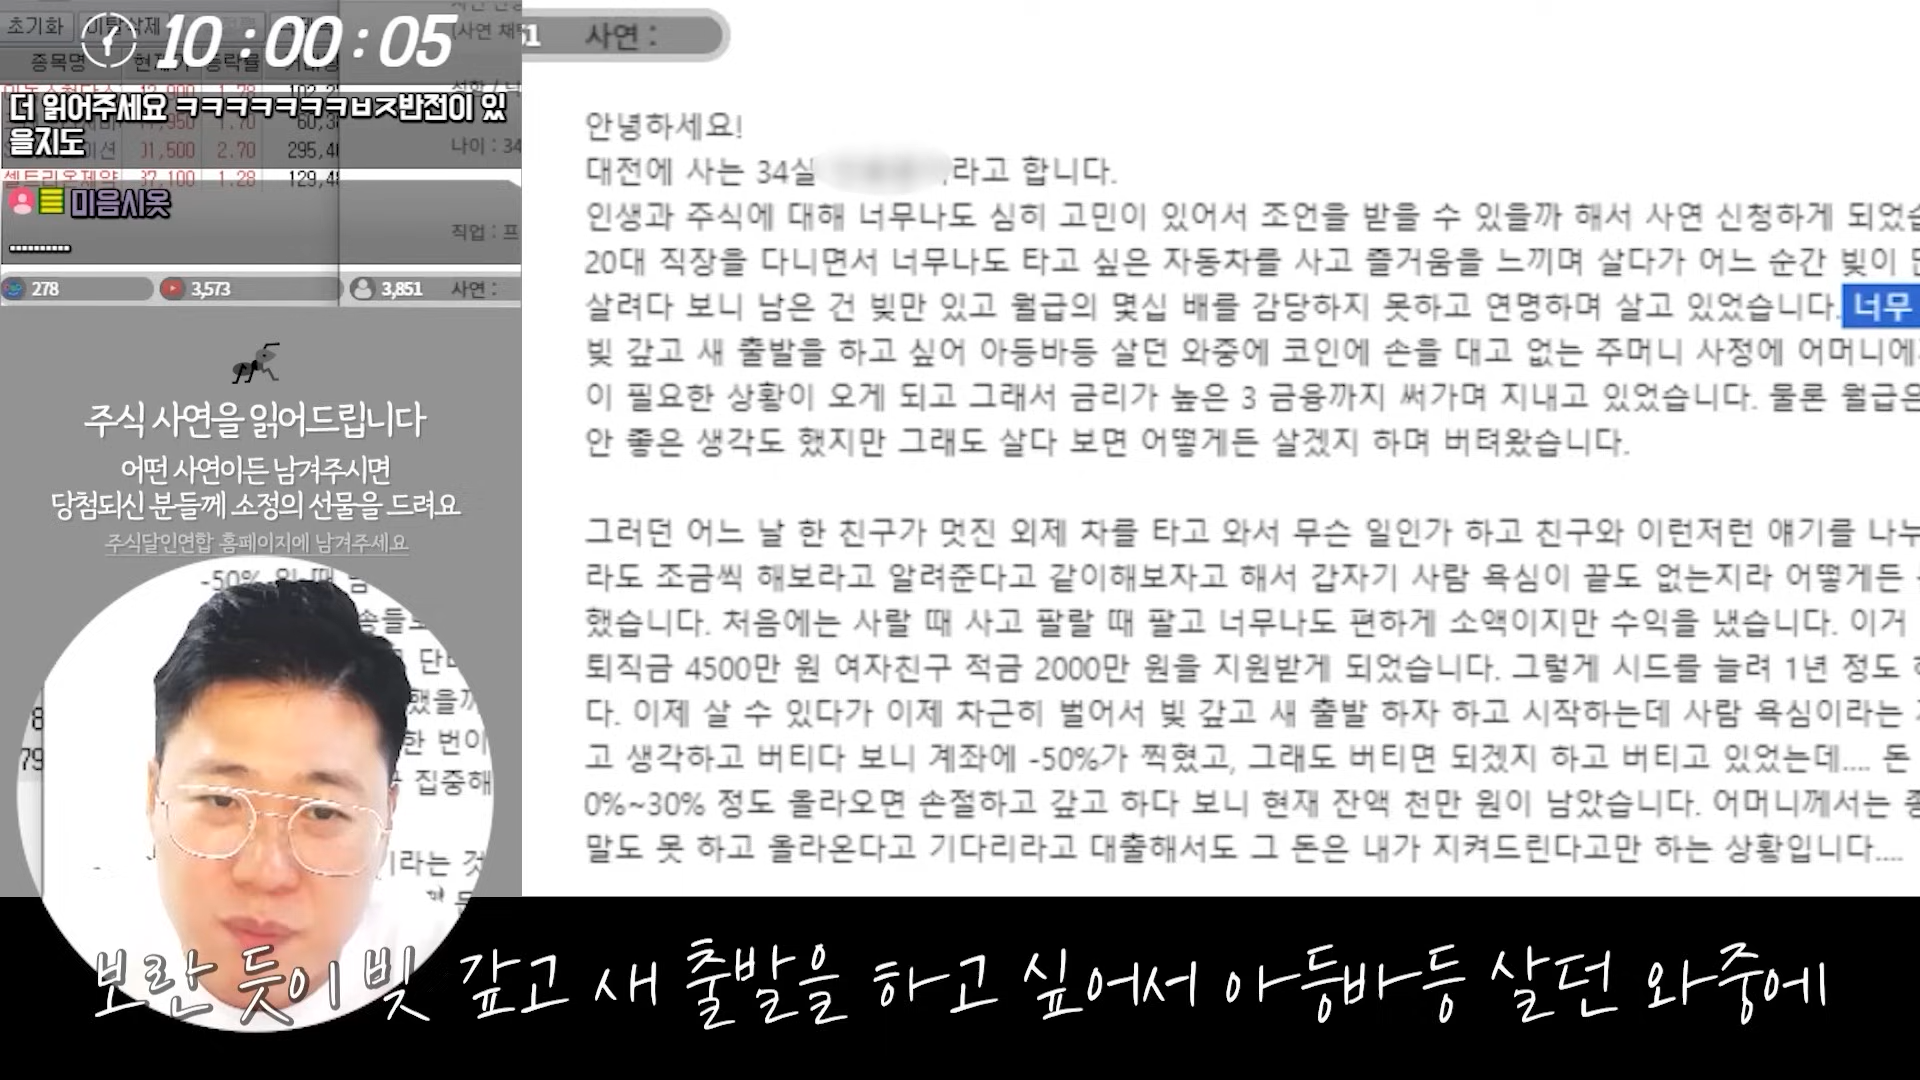 초기화 이탈삭제
10:00:05
종목명 현재가 등락률
더 읽어주세요 ㅋㅋㅋㅋㅋㅋㅋㅂㅈ반전이 있
을지도
01,500 2.70
셀트리온제약 37,100 1.28
나이 : 34
미음시옷
직업 : 프
..........
278 3,573 3,851 사연 :
주식 사연을 읽어드립니다
어떤 사연이든 남겨주시면
당첨되신 분들께 소정의 선물을 드려요
주식달인연합 홈페이지에 남겨주세요
사연 :
안녕하세요!
대전에 사는 34살 라고 합니다.
인생과 주식에 대해 너무나도 심히 고민이 있어서 조언을 받을 수 있을까 해서 사연 신청하게 되었습
20대 직장을 다니면서 너무나도 타고 싶은 자동차를 사고 즐거움을 느끼며 살다가 어느 순간 빚이
살려다 보니 남은 건 빚만 있고 월급의 몇십 배를 감당하지 못하고 연명하며 살고 있었습니다. 너무
빚 갚고 새 출발을 하고 싶어 아등바등 살던 와중에 코인에 손을 대고 없는 주머니 사정에 어머니에
이 필요한 상황이 오게 되고 그래서 금리가 높은 3 금융까지 써가며 지내고 있었습니다. 물론 월급은
안 좋은 생각도 했지만 그래도 살다 보면 어떻게든 살겠지 하며 버텨왔습니다.
그러던 어느 날 한 친구가 멋진 외제 차를 타고 와서 무슨 일인가 하고 친구와 이런저런 얘기를 나누
라도 조금씩 해보라고 알려준다고 같이해보자고 해서 갑자기 사람 욕심이 끝도 없는지라 어떻게든
했습니다. 처음에는 사랄 때 사고 팔랄 때 팔고 너무나도 편하게 소액이지만 수익을 냈습니다. 이거
퇴직금 4500만 원 여자친구 적금 2000만 원을 지원받게 되었습니다. 그렇게 시드를 늘려 1년 정도
다. 이제 살 수 있다가 이제 차근히 벌어서 빚 갚고 새 출발 하자 하고 시작하는데 사람 욕심이라는
고 생각하고 버티다 보니 계좌에 -50%가 찍혔고, 그래도 버티면 되겠지 하고 버티고 있었는데.... 돈
0%~30% 정도 올라오면 손절하고 갚고 하다 보니 현재 잔액 천만 원이 남았습니다. 어머니께서는
말도 못 하고 올라온다고 기다리라고 대출해서도 그 돈은 내가 지켜드린다고만 하는 상황입니다....
보란 듯이 빚 갚고 새 출발을 하고 싶어서 아등바등 살던 와중에